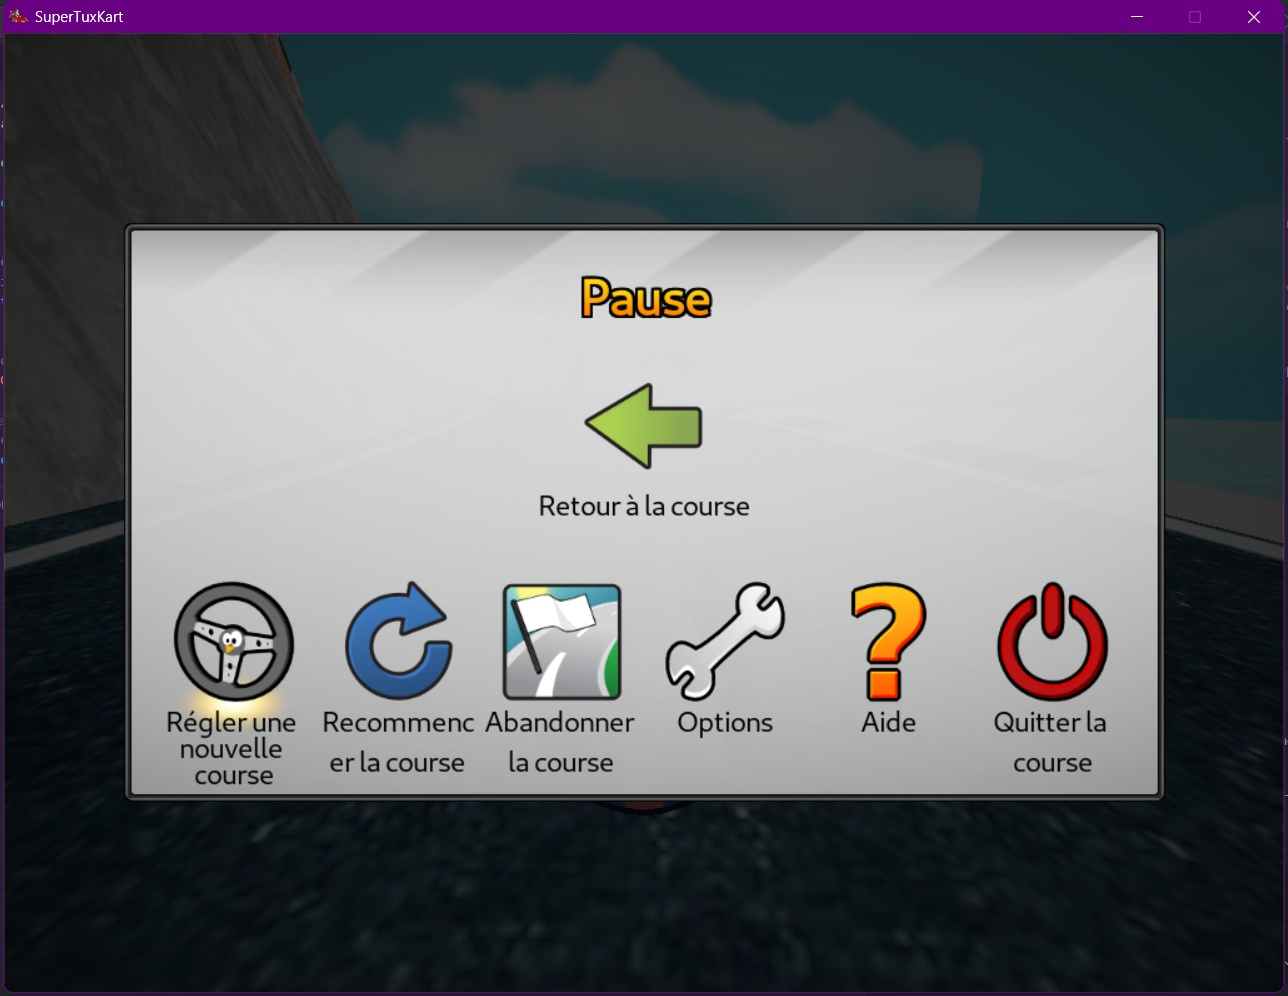 SuperTuxKart
Pause
Retour à la course
Régler une
nouvelle
course
Recommenc
er la course
Abandonner
la course
Options
Aide
Quitter la
course